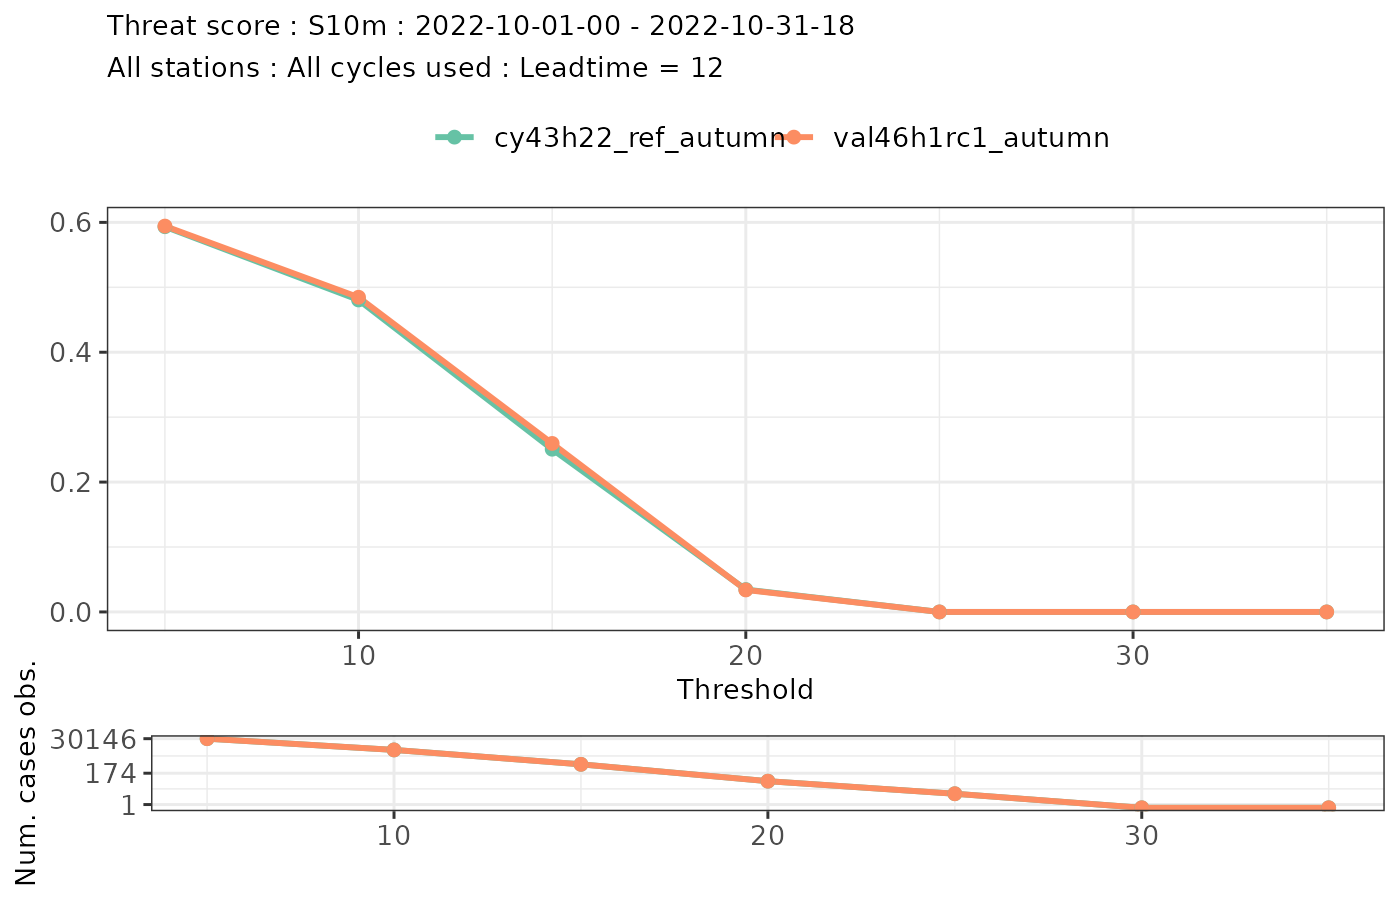 Threat score : S10m : 2022-10-01-00 - 2022-10-31-18
All stations : All cycles used : Leadtime = 12
cy43h22_ref_autumn val46h1rc1_autumn
0.6
0.4
0.2
0.0
10 20 30
Threshold
Num. cases obs.
30146
174
1
10 20 30